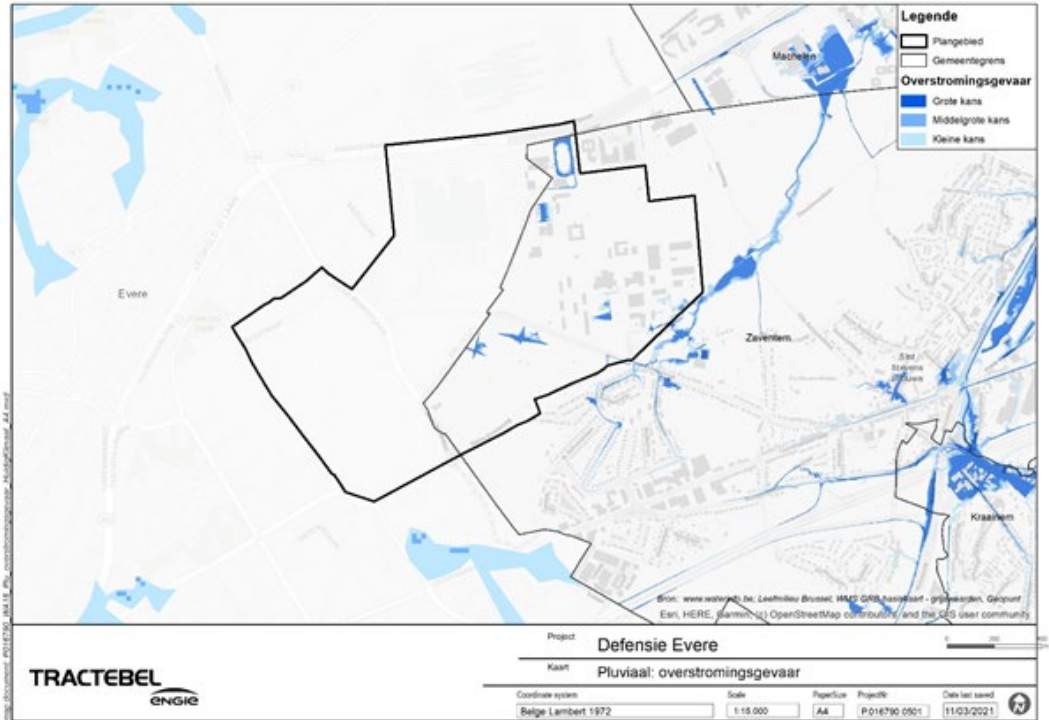 Legende
Plangebied
Gemeentegrens
Overstromingsgevaar
Grote kans
Middelgrote kans
Kleine kans
Machelen
Evere
Zaventem
Sint
Stevens
Kraainem
Bron: www.waterinfo.be; Leefmilieu Brussel, WMS GRB-basiskaart - grijswaarden, Geopunt
Esri, HERE, Garmin, (c) OpenStreetMap contributors, and the GIS user community
Project
Defensie Evere
Kaart
Pluviaal: overstromingsgevaar
TRACTEBEL
ENGIE
Coordinate system
Belge Lambert 1972
Scale
1:15.000
PaperSize
A4
ProjectNr
P.016790.0501
Date last saved
11/03/2021